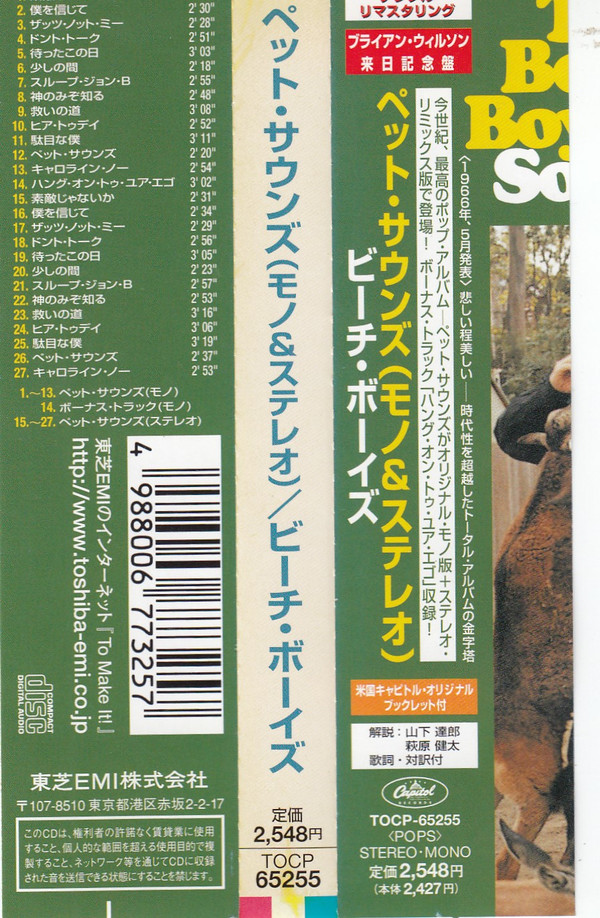 2. 僕を信じて 2' 30"
3. ザッツ・ノット・ミー 2' 28"
4. ドント・トーク 2' 51"
5. 待ったこの日 3' 03"
6. 少しの間 2' 18"
7. スループ・ジョン・B 2' 55"
8. 神のみぞ知る 2' 48"
9. 救いの道 3' 08"
10. ヒア・トゥデイ 2' 52"
11. 駄目な僕 3' 11"
12. ペット・サウンズ 2' 20"
13. キャロライン・ノー 2' 54"
14. ハング・オン・トゥ・ユア・エゴ 3' 02"
15. 素敵じゃないか 2' 31"
16. 僕を信じて 2' 34"
17. ザッツ・ノット・ミー 2' 29"
18. ドント・トーク 2' 56"
19. 待ったこの日 3' 05"
20. 少しの間 2' 23"
21. スループ・ジョン・B 2' 57"
22. 神のみぞ知る 2' 53"
23. 救いの道 3' 16"
24. ヒア・トゥデイ 3' 06"
25. 駄目な僕 3' 19"
26. ペット・サウンズ 2' 37"
27. キャロライン・ノー 2' 53"
1.〜13. ペット・サウンズ(モノ)
14. ボーナス・トラック(モノ)
15.〜27. ペット・サウンズ(ステレオ)
東芝EMIのインターネット『To Make It!』
http://www.toshiba-emi.co.jp
4 988006 773257
COMPACT
disc
DIGITAL AUDIO
東芝EMI株式会社
〒107-8510 東京都港区赤坂2-2-17
このCDは、権利者の許諾なく賃貸業に使用
すること、個人的な範囲を超える使用目的で複
製すること、ネットワーク等を通じてCDに収録
された音を送信できる状態にすることを禁じます。
ペット・サウンズ(モノ&ステレオ)/ビーチ・ボーイズ
定価
2,548円
TOCP
65255
リマスタリング
ブライアン・ウィルソン
来日記念盤
〈1966年、5月発表〉悲しい程美しい――時代性を超越したトータル・アルバムの金字塔
今世紀、最高のポップ・アルバム―ペット・サウンズがオリジナル・モノ版+ステレオ・
リミックス版で登場! ボーナス・トラック「ハング・オン・トゥ・ユア・エゴ」収録!
ペット・サウンズ(モノ&ステレオ)
ビーチ・ボーイズ
米国キャピトル・オリジナル
ブックレット付
解説:山下 達郎
萩原 健太
歌詞・対訳付
Capitol
RECORDS
TOCP-65255
〈POPS〉
STEREO・MONO
定価2,548円
(本体2,427円)